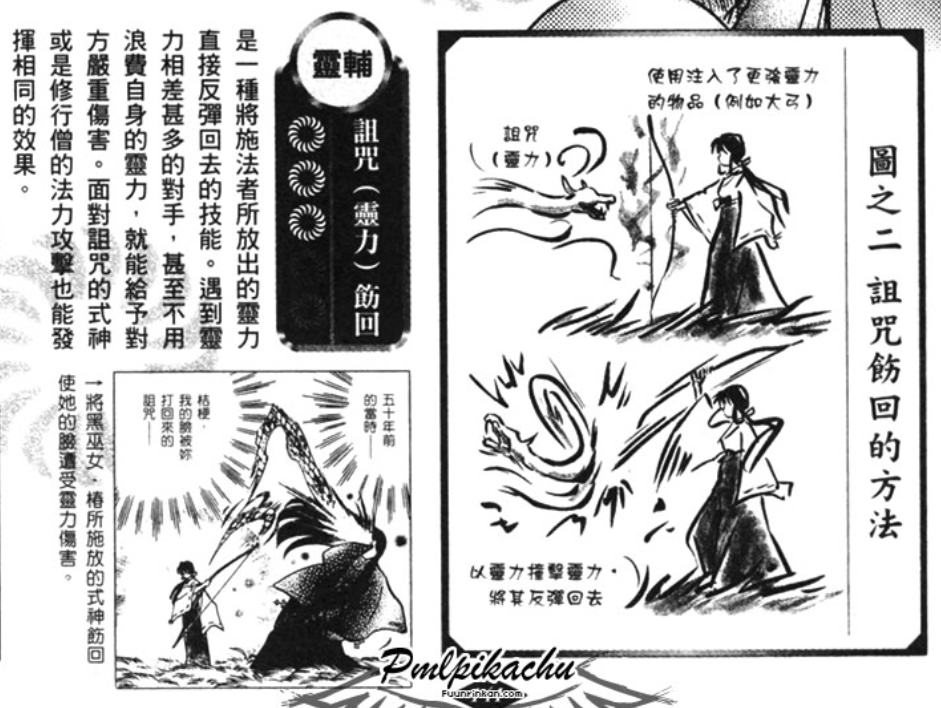 圖之二 詛咒飭回的方法
使用注入了更強靈力
的物品(例如大弓)
詛咒
(靈力)
以靈力撞擊靈力,
將其反彈回去
靈輔
詛咒(靈力)飭回
是一種將施法者所放出的靈力
直接反彈回去的技能。遇到靈
力相差甚多的對手,甚至不用
浪費自身的靈力,就能給予對
方嚴重傷害。面對詛咒的式神
或是修行僧的法力攻擊也能發
揮相同的效果。
五十年前
的當時——
桔梗,
我的臉被妳
打回來的
詛咒——
→將黑巫女.椿所施放的式神飭回
使她的臉遭受靈力傷害。
Pmlpikachu
Fuunrinkan.com